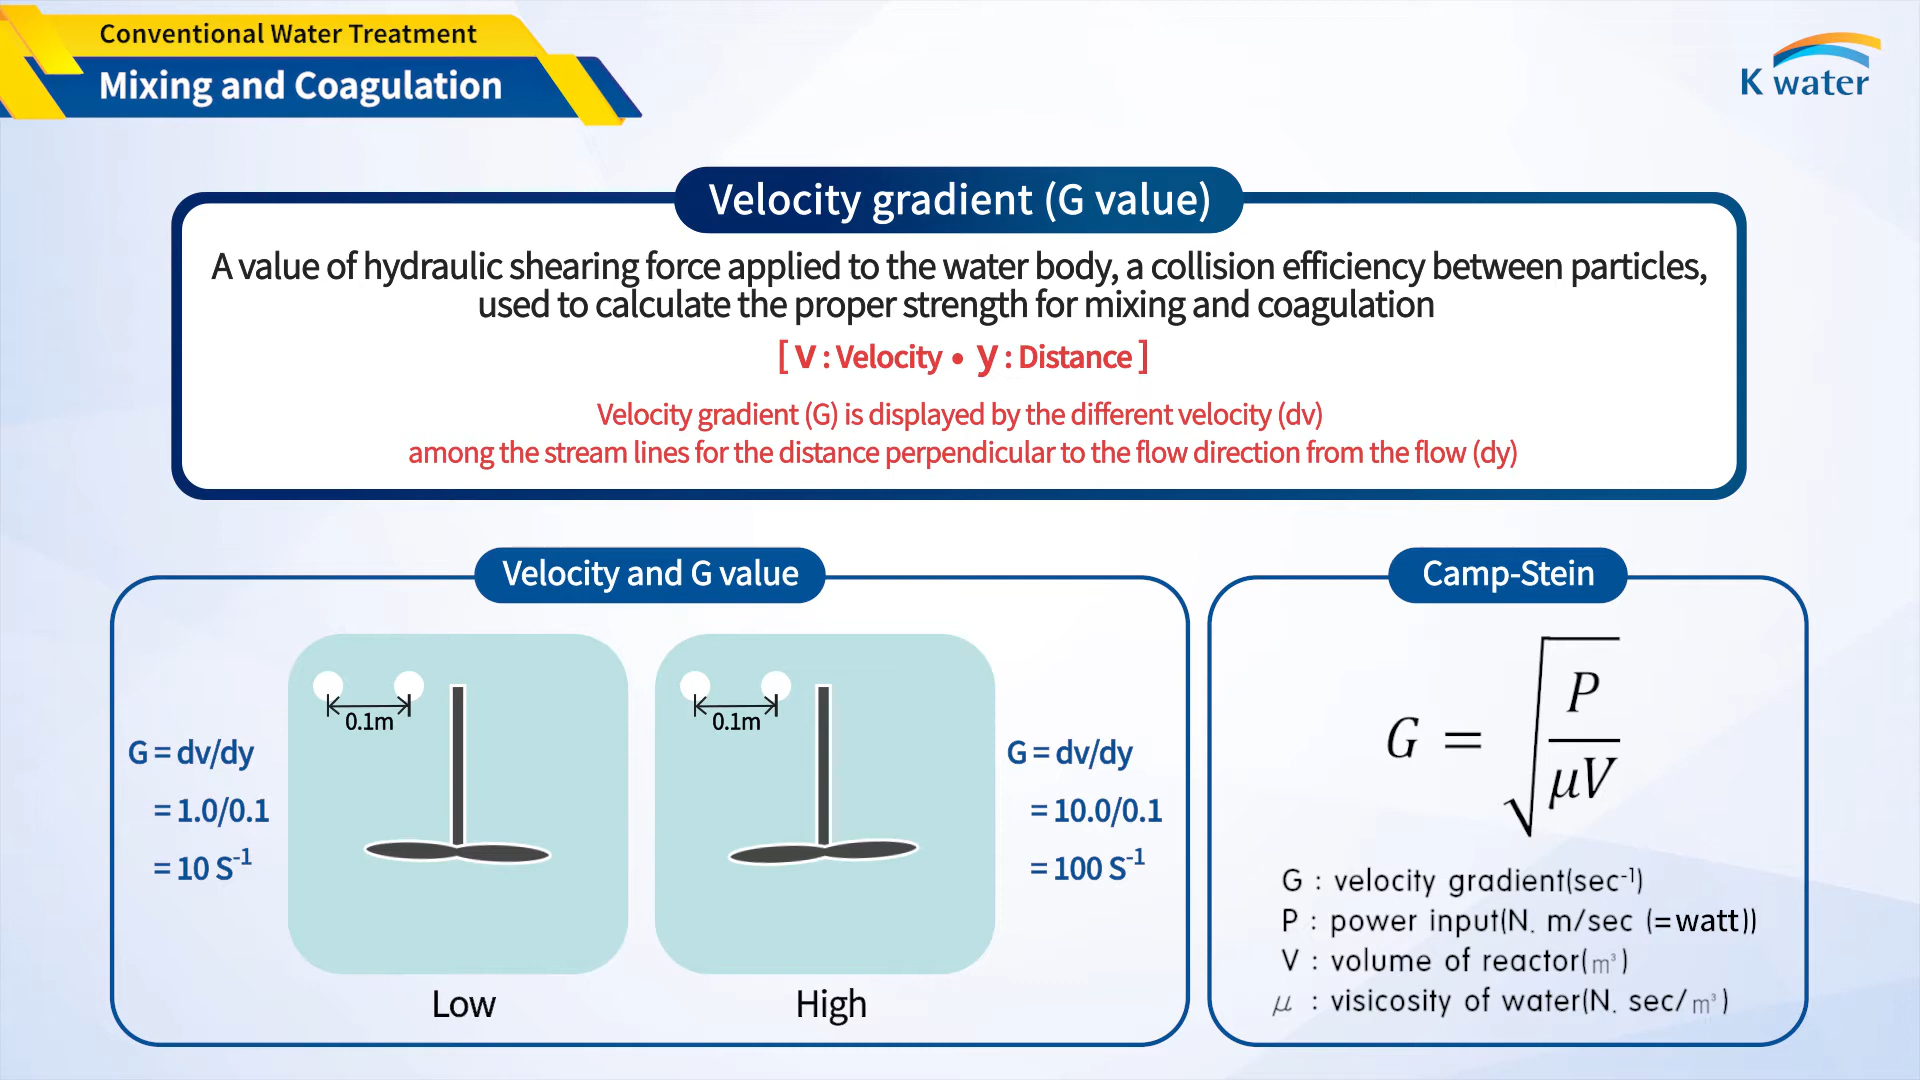 Conventional Water Treatment
Mixing and Coagulation
K water
Velocity gradient (G value)
A value of hydraulic shearing force applied to the water body, a collision efficiency between particles,
used to calculate the proper strength for mixing and coagulation
[ v : Velocity • y : Distance ]
Velocity gradient (G) is displayed by the different velocity (dv)
among the stream lines for the distance perpendicular to the flow direction from the flow (dy)
Velocity and G value
G = dv/dy
= 1.0/0.1
= 10 S⁻¹
0.1m
Low
0.1m
High
G = dv/dy
= 10.0/0.1
= 100 S⁻¹
Camp-Stein
G = √(P/μV)
G : velocity gradient(sec⁻¹)
P : power input(N. m/sec (=watt))
V : volume of reactor(m³)
μ : visicosity of water(N. sec/m³)